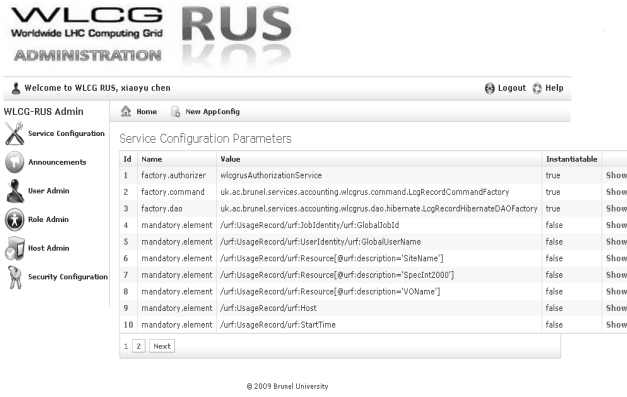 WLCG
Worldwide LHC Computing Grid
ADMINISTRATION
RUS
Welcome to WLCG RUS, xiaoyu chen
Logout
Help
WLCG-RUS Admin
Home
New AppConfig
Service Configuration
Announcements
User Admin
Role Admin
Host Admin
Security Configuration
Service Configuration Parameters
Id Name Value Instantiatable
1 factory.authorizer wlcgrusAuthorizationService true Show
2 factory.command uk.ac.brunel.services.accounting.wlcgrus.command.LcgRecordCommandFactory true Show
3 factory.dao uk.ac.brunel.services.accounting.wlcgrus.dao.hibernate.LcgRecordHibernateDAOFactory true Show
4 mandatory.element /urf:UsageRecord/urf:JobIdentity/urf:GlobalJobId false Show
5 mandatory.element /urf:UsageRecord/urf:UserIdentity/urf:GlobalUserName false Show
6 mandatory.element /urf:UsageRecord/urf:Resource[@urf:description='SiteName'] false Show
7 mandatory.element /urf:UsageRecord/urf:Resource[@urf:description='SpecInt2000'] false Show
8 mandatory.element /urf:UsageRecord/urf:Resource[@urf:description='VOName'] false Show
9 mandatory.element /urf:UsageRecord/urf:Host false Show
10 mandatory.element /urf:UsageRecord/urf:StartTime false Show
1 2 Next
© 2009 Brunel University